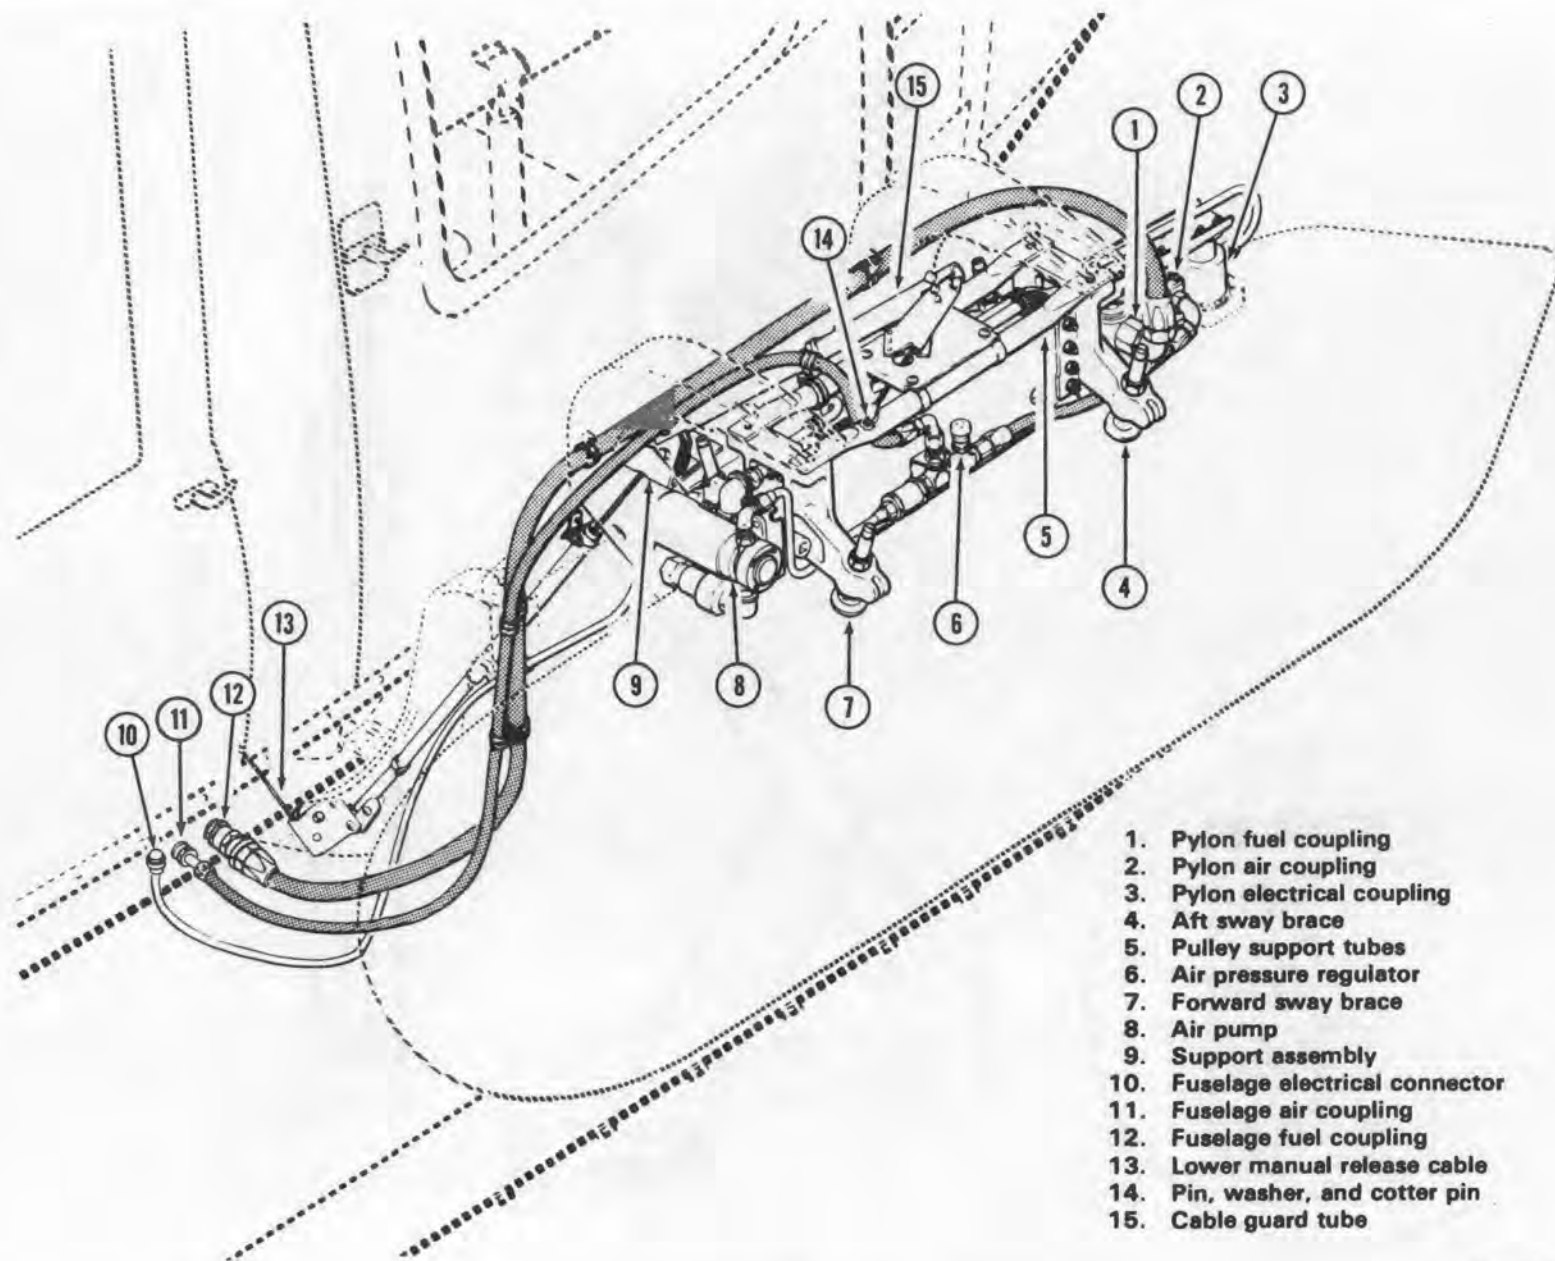 15
2
3
1
14
5
4
13
6
9
8
7
12
11
10
1. Pylon fuel coupling
2. Pylon air coupling
3. Pylon electrical coupling
4. Aft sway brace
5. Pulley support tubes
6. Air pressure regulator
7. Forward sway brace
8. Air pump
9. Support assembly
10. Fuselage electrical connector
11. Fuselage air coupling
12. Fuselage fuel coupling
13. Lower manual release cable
14. Pin, washer, and cotter pin
15. Cable guard tube